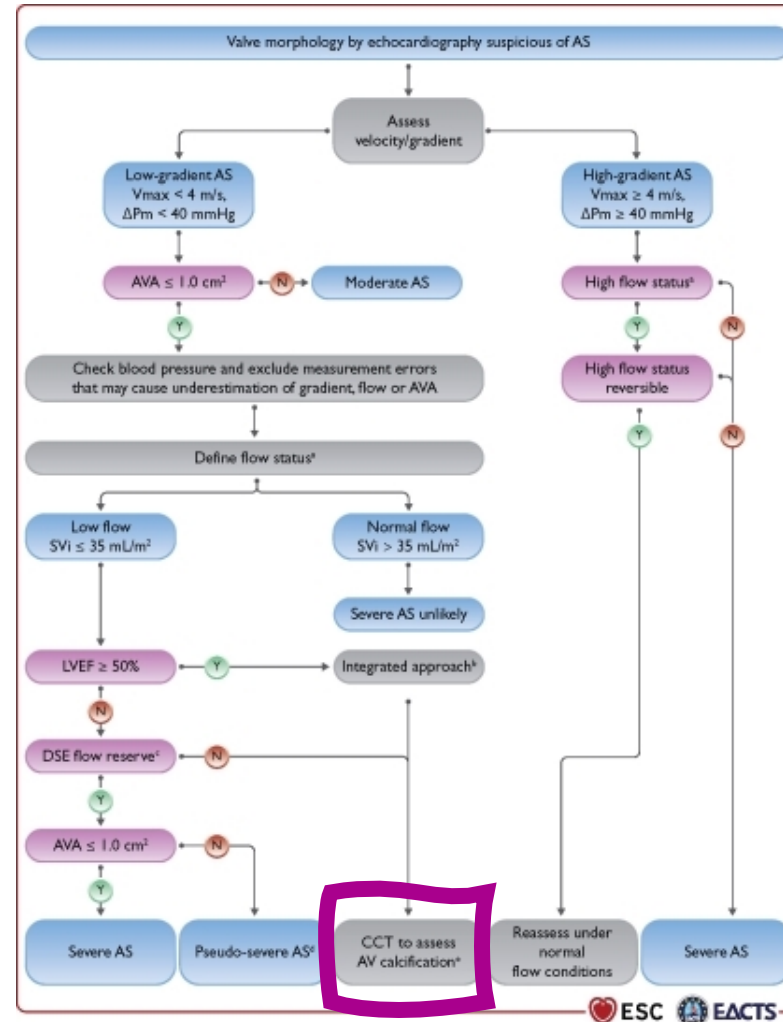 Valve morphology by echocardiography suspicious of AS
Assess
velocity/gradient
Low-gradient AS
Vmax < 4 m/s,
ΔPm < 40 mmHg
High-gradient AS
Vmax ≥ 4 m/s,
ΔPm ≥ 40 mmHg
AVA ≤ 1.0 cm²
N
Moderate AS
High flow statusᵃ
Y
Y
N
Check blood pressure and exclude measurement errors
that may cause underestimation of gradient, flow or AVA
High flow status
reversible
Y
N
Define flow statusᵃ
Low flow
SVi ≤ 35 mL/m²
Normal flow
SVi > 35 mL/m²
Severe AS unlikely
LVEF ≥ 50%
Y
Integrated approachᵇ
N
DSE flow reserveᶜ
N
Y
AVA ≤ 1.0 cm²
N
Y
Severe AS
Pseudo-severe AS
CCT to assess
AV calcification
Reassess under
normal
flow conditions
Severe AS
ESC
EACTS